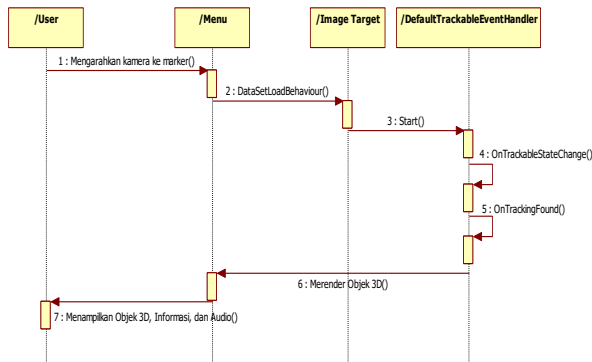 /User
/Menu
/Image Target
/DefaultTrackableEventHandler
1 : Mengarahkan kamera ke marker()
2 : DataSetLoadBehaviour()
3 : Start()
4 : OnTrackableStateChange()
5 : OnTrackingFound()
6 : Merender Objek 3D()
7 : Menampilkan Objek 3D, Informasi, dan Audio()